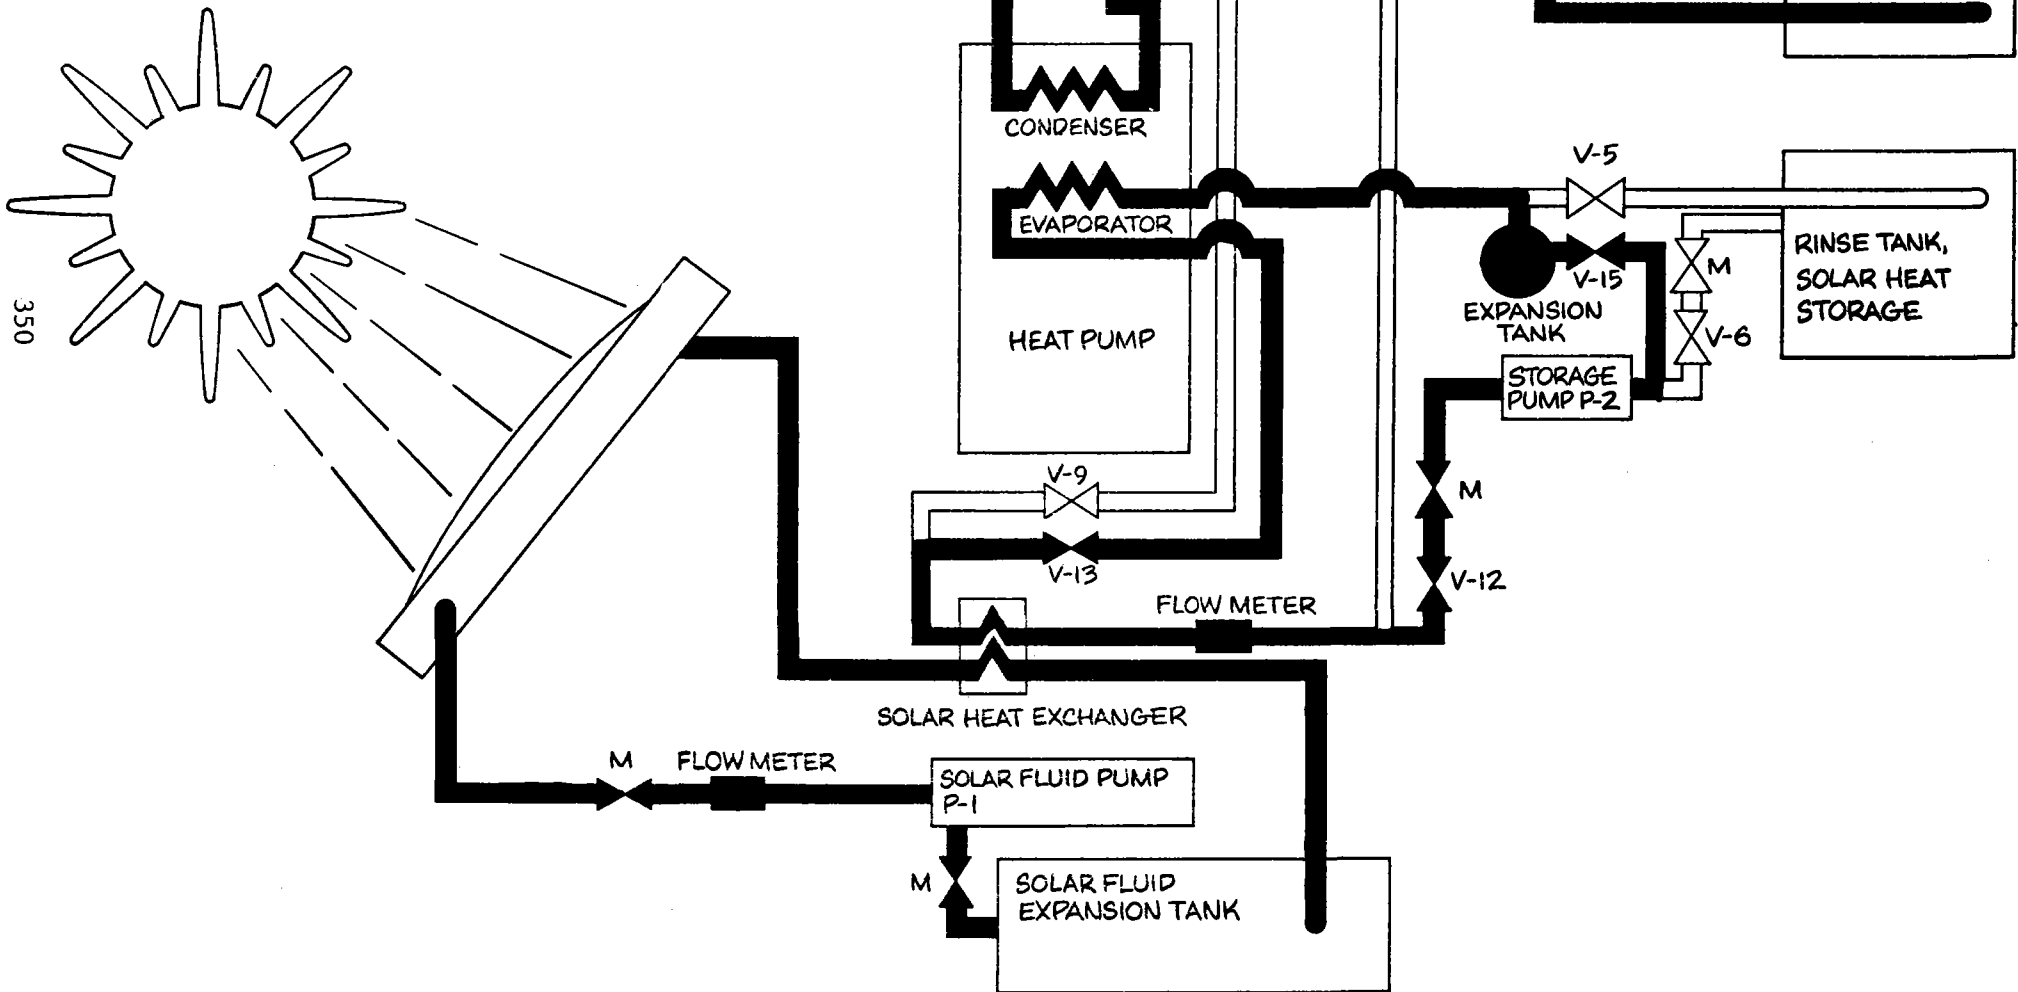 CONDENSER
EVAPORATOR
HEAT PUMP
V-5
V-15
EXPANSION
TANK
M
V-6
RINSE TANK,
SOLAR HEAT
STORAGE
STORAGE
PUMP P-2
M
V-12
V-9
V-13
FLOW METER
SOLAR HEAT EXCHANGER
M
FLOW METER
SOLAR FLUID PUMP
P-1
M
SOLAR FLUID
EXPANSION TANK
350